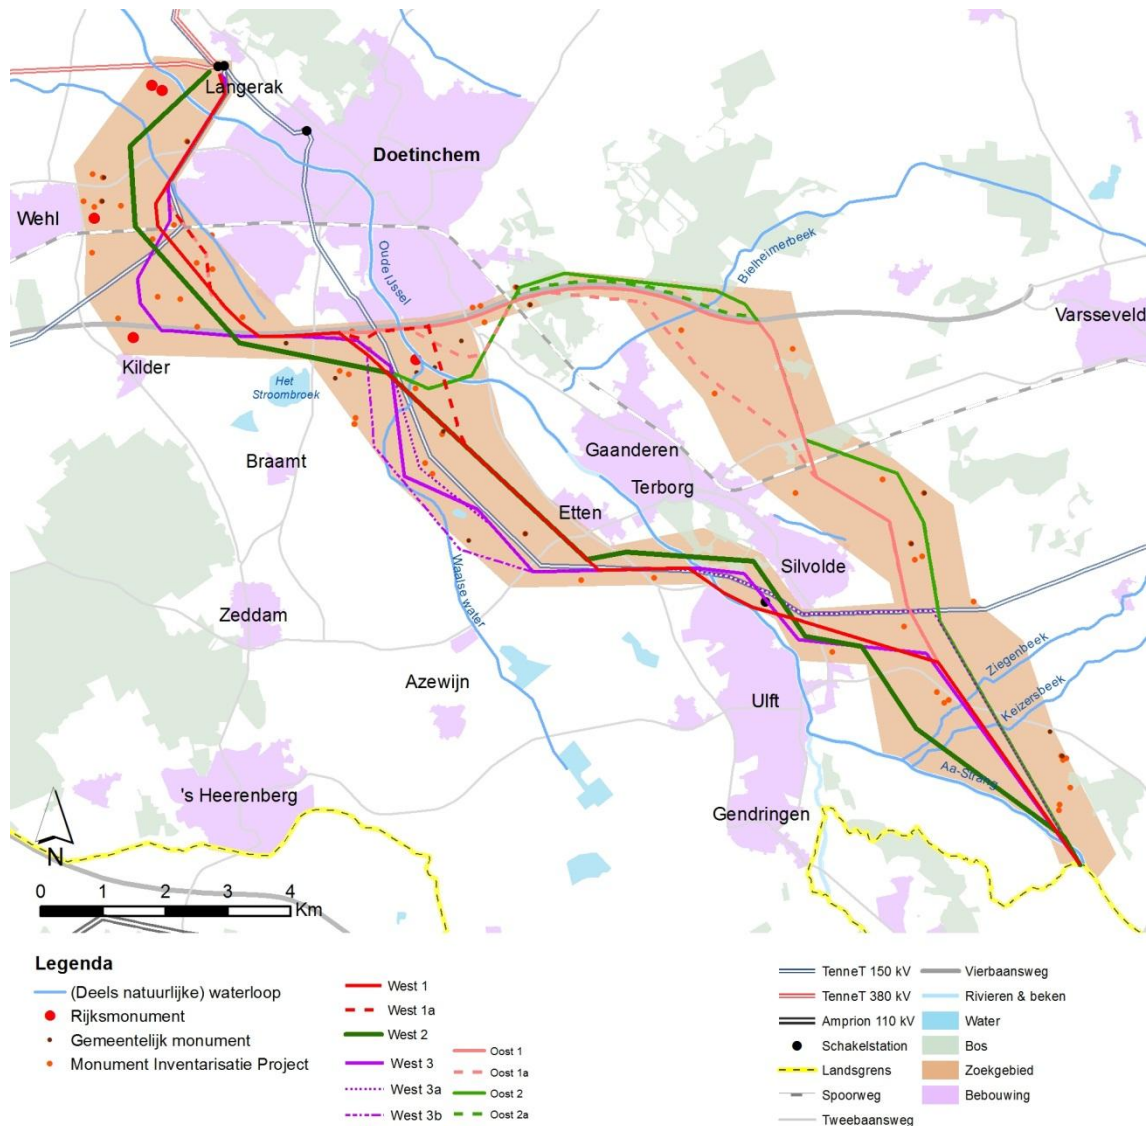 Langerak
Doetinchem
Wehl
Oude IJssel
Bielheimerbeek
Varsseveld
Kilder
Het
Stroombroek
Braamt
Gaanderen
Terborg
Etten
Silvolde
Waalse water
Zeddam
Ziegenbeek
Azewijn
Keizersbeek
Ulft
Aa-Strang
's Heerenberg
Gendringen
N
0 1 2 3 4
Km
Legenda
(Deels natuurlijke) waterloop
Rijksmonument
Gemeentelijk monument
Monument Inventarisatie Project
West 1
West 1a
West 2
West 3
West 3a
West 3b
Oost 1
Oost 1a
Oost 2
Oost 2a
TenneT 150 kV
TenneT 380 kV
Amprion 110 kV
Schakelstation
Landsgrens
Spoorweg
Tweebaansweg
Vierbaansweg
Rivieren & beken
Water
Bos
Zoekgebied
Bebouwing